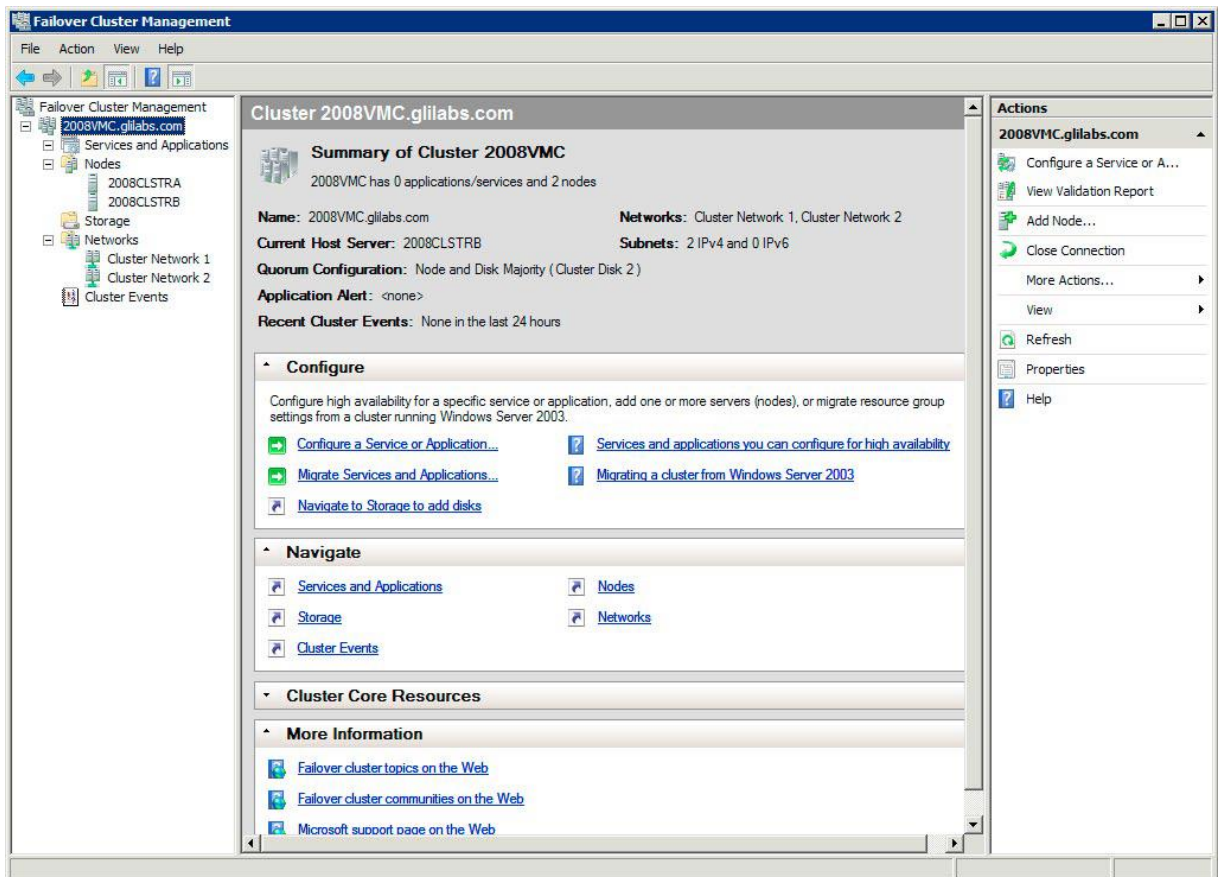 Failover Cluster Management
File Action View Help
Failover Cluster Management
2008VMC.glilabs.com
Services and Applications
Nodes
2008CLSTRA
2008CLSTRB
Storage
Networks
Cluster Network 1
Cluster Network 2
Cluster Events
Cluster 2008VMC.glilabs.com
Summary of Cluster 2008VMC
2008VMC has 0 applications/services and 2 nodes
Name: 2008VMC.glilabs.com
Networks: Cluster Network 1, Cluster Network 2
Current Host Server: 2008CLSTRB
Subnets: 2 IPv4 and 0 IPv6
Quorum Configuration: Node and Disk Majority (Cluster Disk 2)
Application Alert: <none>
Recent Cluster Events: None in the last 24 hours
Configure
Configure high availability for a specific service or application, add one or more servers (nodes), or migrate resource group
settings from a cluster running Windows Server 2003.
Configure a Service or Application...
Services and applications you can configure for high availability
Migrate Services and Applications...
Migrating a cluster from Windows Server 2003
Navigate to Storage to add disks
Navigate
Services and Applications
Nodes
Storage
Networks
Cluster Events
Cluster Core Resources
More Information
Failover cluster topics on the Web
Failover cluster communities on the Web
Microsoft support page on the Web
Actions
2008VMC.glilabs.com
Configure a Service or A...
View Validation Report
Add Node...
Close Connection
More Actions...
View
Refresh
Properties
Help